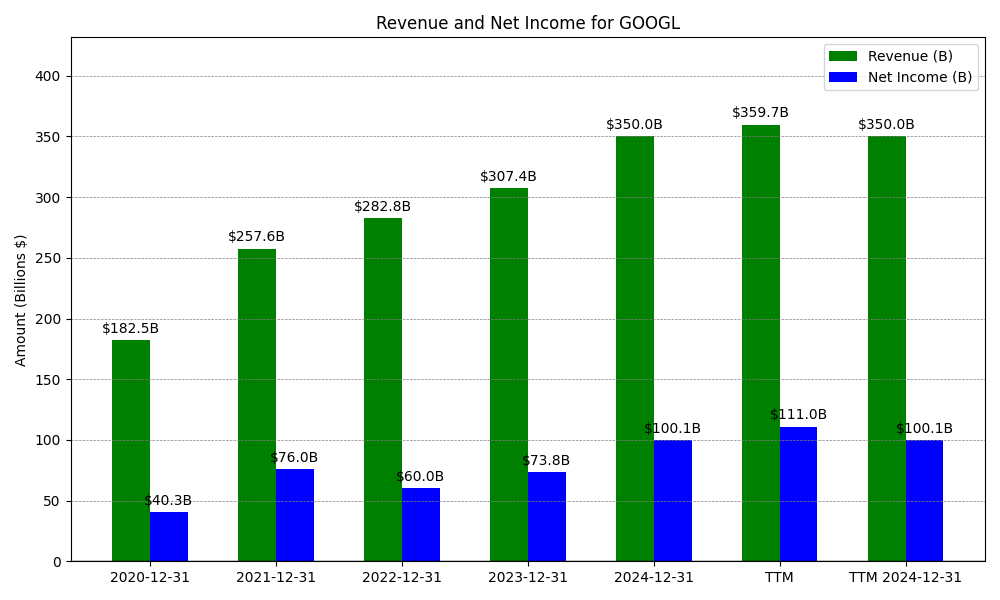 Revenue and Net Income for GOOGL
Revenue (B)
Net Income (B)
Amount (Billions $)
400
350
300
250
200
150
100
50
0
$182.5B
$40.3B
$257.6B
$76.0B
$282.8B
$60.0B
$307.4B
$73.8B
$350.0B
$100.1B
$359.7B
$111.0B
$350.0B
$100.1B
2020-12-31
2021-12-31
2022-12-31
2023-12-31
2024-12-31
TTM
TTM 2024-12-31